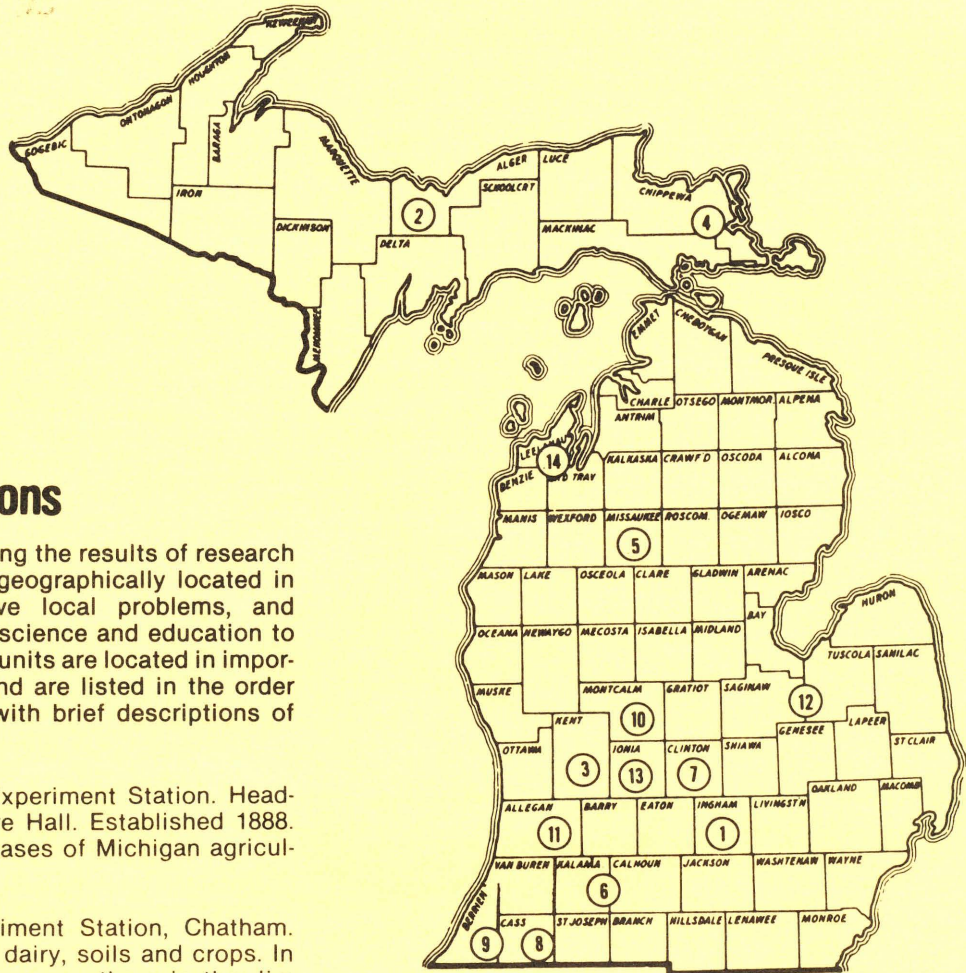 KEWEENAW
HOUGHTON
ONTONAGON
GOGEBIC
BARAGA
MARQUETTE
ALGER
LUCE
IRON
SCHOOLCRT
CHIPPEWA
2
4
DICKINSON
MACKINAC
DELTA
MENOMINEE
EMMET
CHEBOYGAN
PRESQUE ISLE
CHARLE
OTSEGO
MONTMOR.
ALPENA
ANTRIM
LEELANAU
14
KALKASKA
CRAWF'D
OSCODA
ALCONA
BENZIE
GRD TRAY
MANIS
WEXFORD
MISSAUKEE
ROSCOM.
OGEMAW
IOSCO
5
MASON
LAKE
OSCEOLA
CLARE
GLADWIN
ARENAC
HURON
BAY
OCEANA
NEWAYGO
MECOSTA
ISABELLA
MIDLAND
TUSCOLA
SANILAC
MUSKE
MONTCALM
GRATIOT
SAGINAW
12
10
KENT
GENESEE
LAPEER
ST CLAIR
OTTAWA
IONIA
CLINTON
SHIAWA
3
13
7
OAKLAND
MACOMB
ALLEGAN
BARRY
EATON
INGHAM
LIVINGST'N
11
1
VAN BUREN
KALAMA
CALHOUN
JACKSON
WASHTENAW
WAYNE
6
BERRIEN
CASS
ST JOSEPH
BRANCH
HILLSDALE
LENAWEE
MONROE
9
8
ons
ng the results of research
geographically located in
ve local problems, and
science and education to
units are located in impor-
nd are listed in the order
with brief descriptions of
xperiment Station. Head-
re Hall. Established 1888.
ases of Michigan agricul-
iment Station, Chatham.
dairy, soils and crops. In